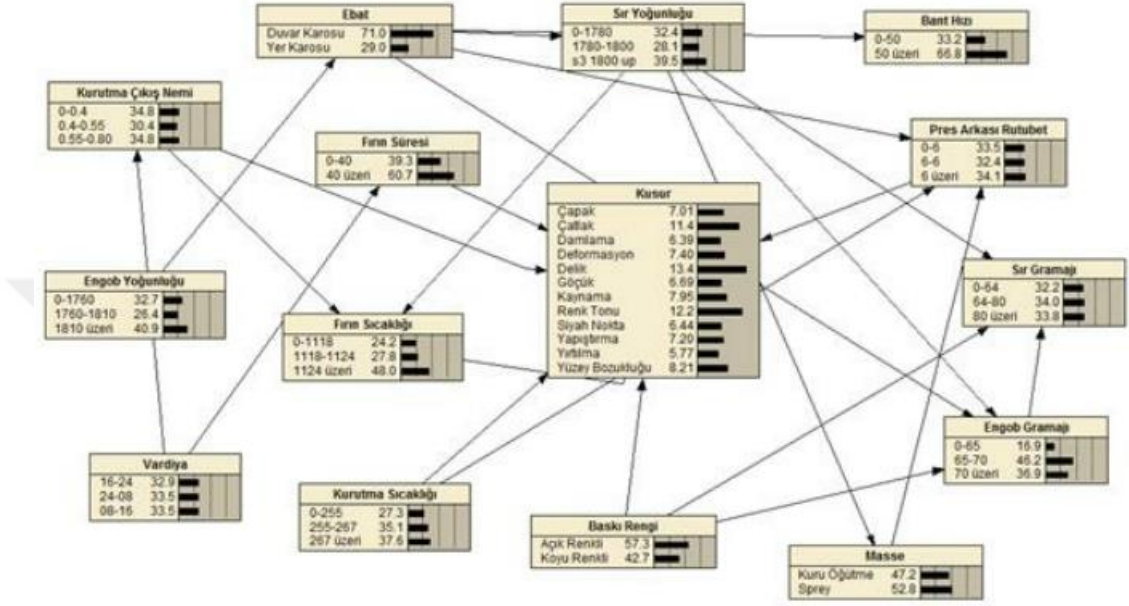 Ebat
Duvar Karosu 71.0
Yer Karosu 29.0
Sır Yoğunluğu
0-1780 32.4
1780-1800 28.1
s3 1800 up 39.5
Bant Hızı
0-50 33.2
50 üzeri 66.8
Kurutma Çıkış Nemi
0-0.4 34.8
0.4-0.55 30.4
0.55-0.80 34.8
Fırın Süresi
0-40 39.3
40 üzeri 60.7
Pres Arkası Rutubet
0-6 33.5
6-6 32.4
6 üzeri 34.1
Kusur
Çapak 7.01
Çatlak 11.4
Damlama 6.39
Deformasyon 7.40
Delik 13.4
Göçük 6.69
Kaynama 7.95
Renk Tonu 12.2
Siyah Nokta 6.44
Yapıştırma 7.20
Yırtılma 5.77
Yüzey Bozukluğu 8.21
Engob Yoğunluğu
0-1760 32.7
1760-1810 26.4
1810 üzeri 40.9
Sır Gramajı
0-64 32.2
64-80 34.0
80 üzeri 33.8
Fırın Sıcaklığı
0-1118 24.2
1118-1124 27.8
1124 üzeri 48.0
Engob Gramajı
0-65 16.9
65-70 46.2
70 üzeri 36.9
Vardiya
16-24 32.9
24-08 33.5
08-16 33.5
Kurutma Sıcaklığı
0-255 27.3
255-267 35.1
267 üzeri 37.6
Baskı Rengi
Açık Renkli 57.3
Koyu Renkli 42.7
Masse
Kuru Öğütme 47.2
Sprey 52.8